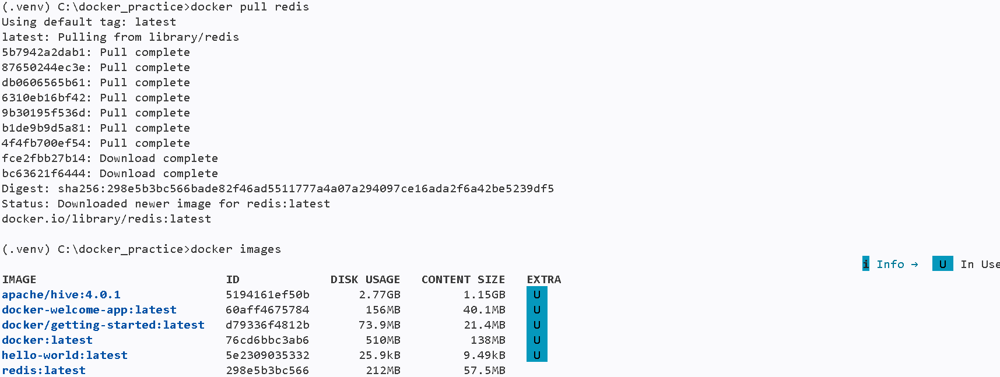 (.venv) C:\docker_practice>docker pull redis
Using default tag: latest
latest: Pulling from library/redis
5b7942a2dab1: Pull complete
87650244ec3e: Pull complete
db0606565b61: Pull complete
6310eb16bf42: Pull complete
9b30195f536d: Pull complete
b1de9b9d5a81: Pull complete
4f4fb700ef54: Pull complete
fce2fbb27b14: Download complete
bc63621f6444: Download complete
Digest: sha256:298e5b3bc566bade82f46ad5511777a4a07a294097ce16ada2f6a42be5239df5
Status: Downloaded newer image for redis:latest
docker.io/library/redis:latest
(.venv) C:\docker_practice>docker images
i Info → U In Use
IMAGE ID DISK USAGE CONTENT SIZE EXTRA
apache/hive:4.0.1 5194161ef50b 2.77GB 1.15GB U
docker-welcome-app:latest 60aff4675784 156MB 40.1MB U
docker/getting-started:latest d79336f4812b 73.9MB 21.4MB U
docker:latest 76cd6bbc3ab6 510MB 138MB U
hello-world:latest 5e2309035332 25.9kB 9.49kB U
redis:latest 298e5b3bc566 212MB 57.5MB